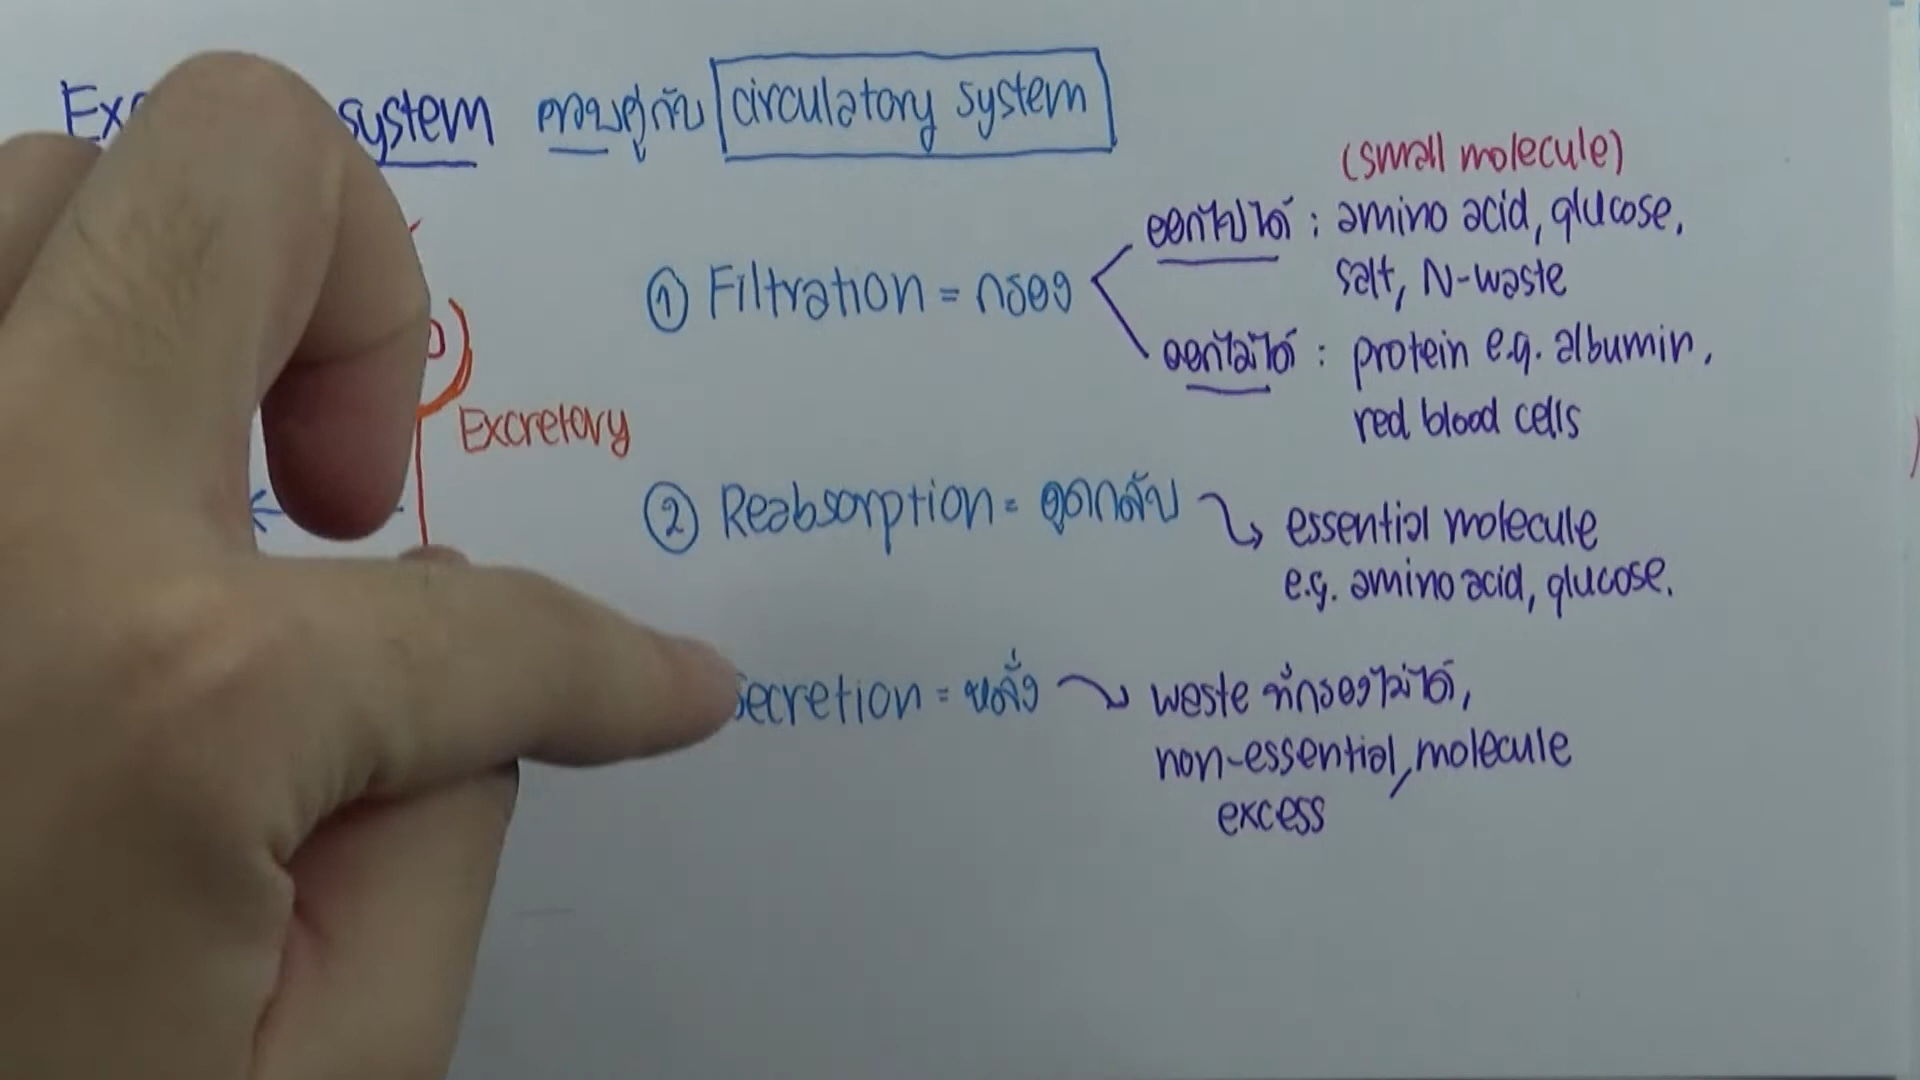 system ควบคู่กับ circulatory system
(small molecule)
ออกไปได้ : amino acid, glucose,
salt, N-waste
① Filtration = กรอง
ออกไม่ได้ : protein e.g. albumin,
red blood cells
Excretory
② Reabsorption = ดูดกลับ
essential molecule
e.g. amino acid, glucose.
Secretion = หลั่ง
waste ที่กรองไม่ได้,
non-essential, molecule
excess